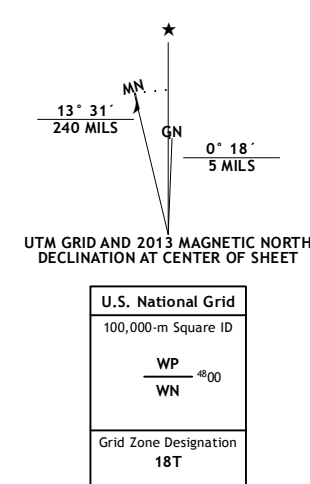 ★
MN
13° 31´
240 MILS
GN
0° 18´
5 MILS
UTM GRID AND 2013 MAGNETIC NORTH
DECLINATION AT CENTER OF SHEET
U.S. National Grid
100,000-m Square ID
WP
4800
WN
Grid Zone Designation
18T